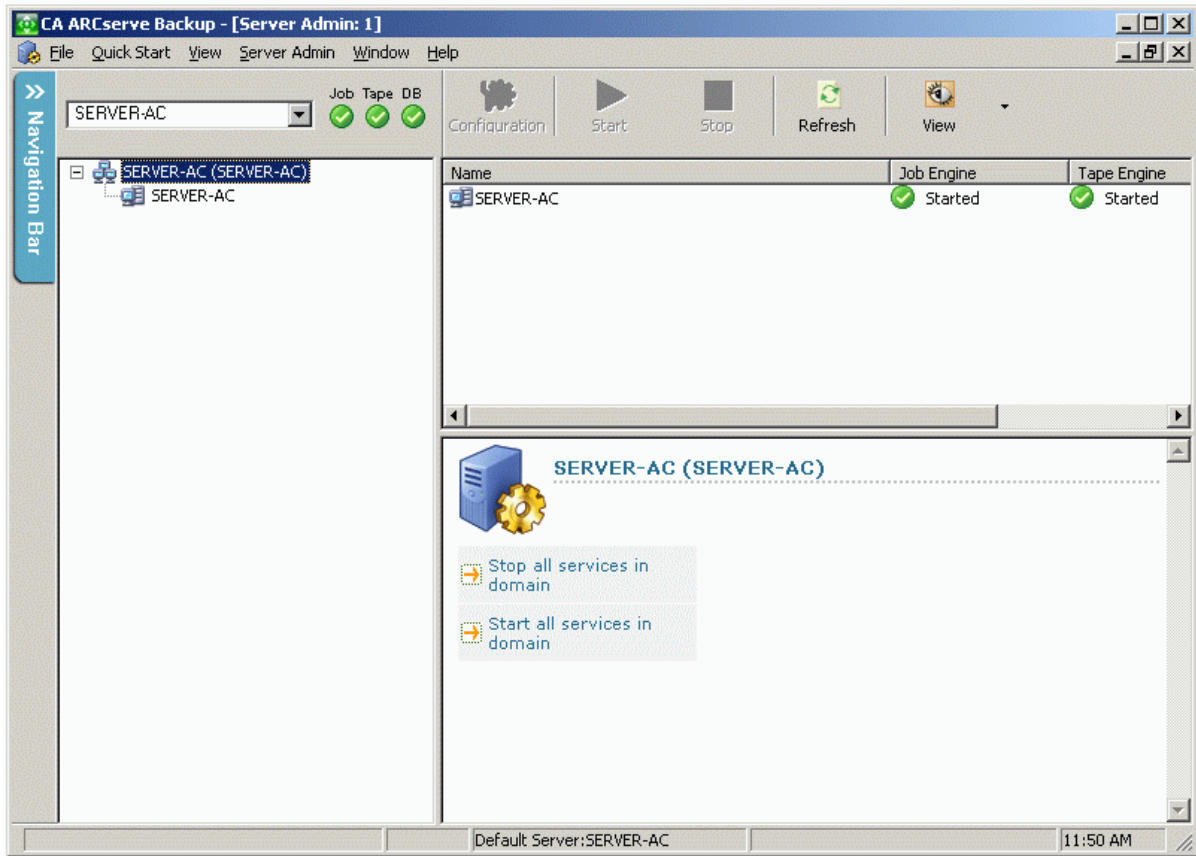 CA ARCserve Backup - [Server Admin: 1]
File Quick Start View Server Admin Window Help
Navigation Bar
SERVER-AC
Job Tape DB
Configuration Start Stop Refresh View
SERVER-AC (SERVER-AC)
SERVER-AC
Name Job Engine Tape Engine
SERVER-AC Started Started
SERVER-AC (SERVER-AC)
Stop all services in
domain
Start all services in
domain
Default Server:SERVER-AC 11:50 AM